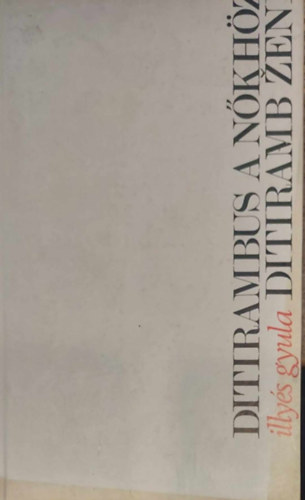 DITIRAMBUS A NŐKHÖZ
illyés gyula DITIRAMB ŽEN